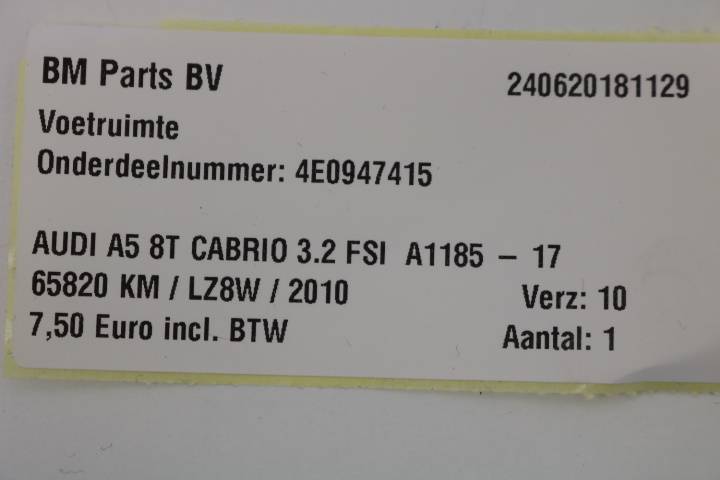 BM Parts BV 240620181129
Voetruimte
Onderdeelnummer: 4E0947415
AUDI A5 8T CABRIO 3.2 FSI A1185 – 17
65820 KM / LZ8W / 2010 Verz: 10
7,50 Euro incl. BTW Aantal: 1